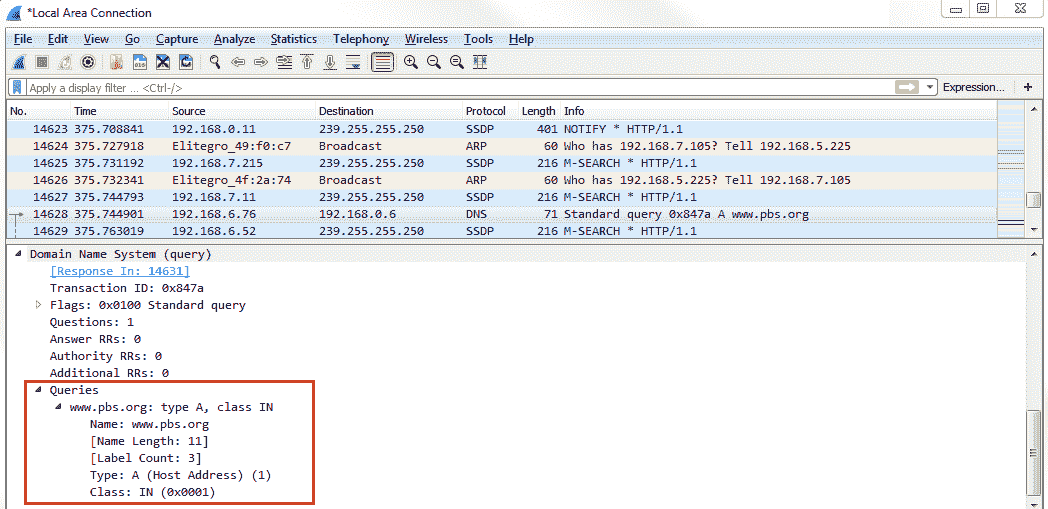 *Local Area Connection
File Edit View Go Capture Analyze Statistics Telephony Wireless Tools Help
Apply a display filter ... <Ctrl-/> Expression... +
No. Time Source Destination Protocol Length Info
14623 375.708841 192.168.0.11 239.255.255.250 SSDP 401 NOTIFY * HTTP/1.1
14624 375.727918 Elitegro_49:f0:c7 Broadcast ARP 60 Who has 192.168.7.105? Tell 192.168.5.225
14625 375.731192 192.168.7.215 239.255.255.250 SSDP 216 M-SEARCH * HTTP/1.1
14626 375.732341 Elitegro_4f:2a:74 Broadcast ARP 60 Who has 192.168.5.225? Tell 192.168.7.105
14627 375.744793 192.168.7.11 239.255.255.250 SSDP 216 M-SEARCH * HTTP/1.1
14628 375.744901 192.168.6.76 192.168.0.6 DNS 71 Standard query 0x847a A www.pbs.org
14629 375.763019 192.168.6.52 239.255.255.250 SSDP 216 M-SEARCH * HTTP/1.1
Domain Name System (query)
[Response In: 14631]
Transaction ID: 0x847a
Flags: 0x0100 Standard query
Questions: 1
Answer RRs: 0
Authority RRs: 0
Additional RRs: 0
Queries
www.pbs.org: type A, class IN
Name: www.pbs.org
[Name Length: 11]
[Label Count: 3]
Type: A (Host Address) (1)
Class: IN (0x0001)